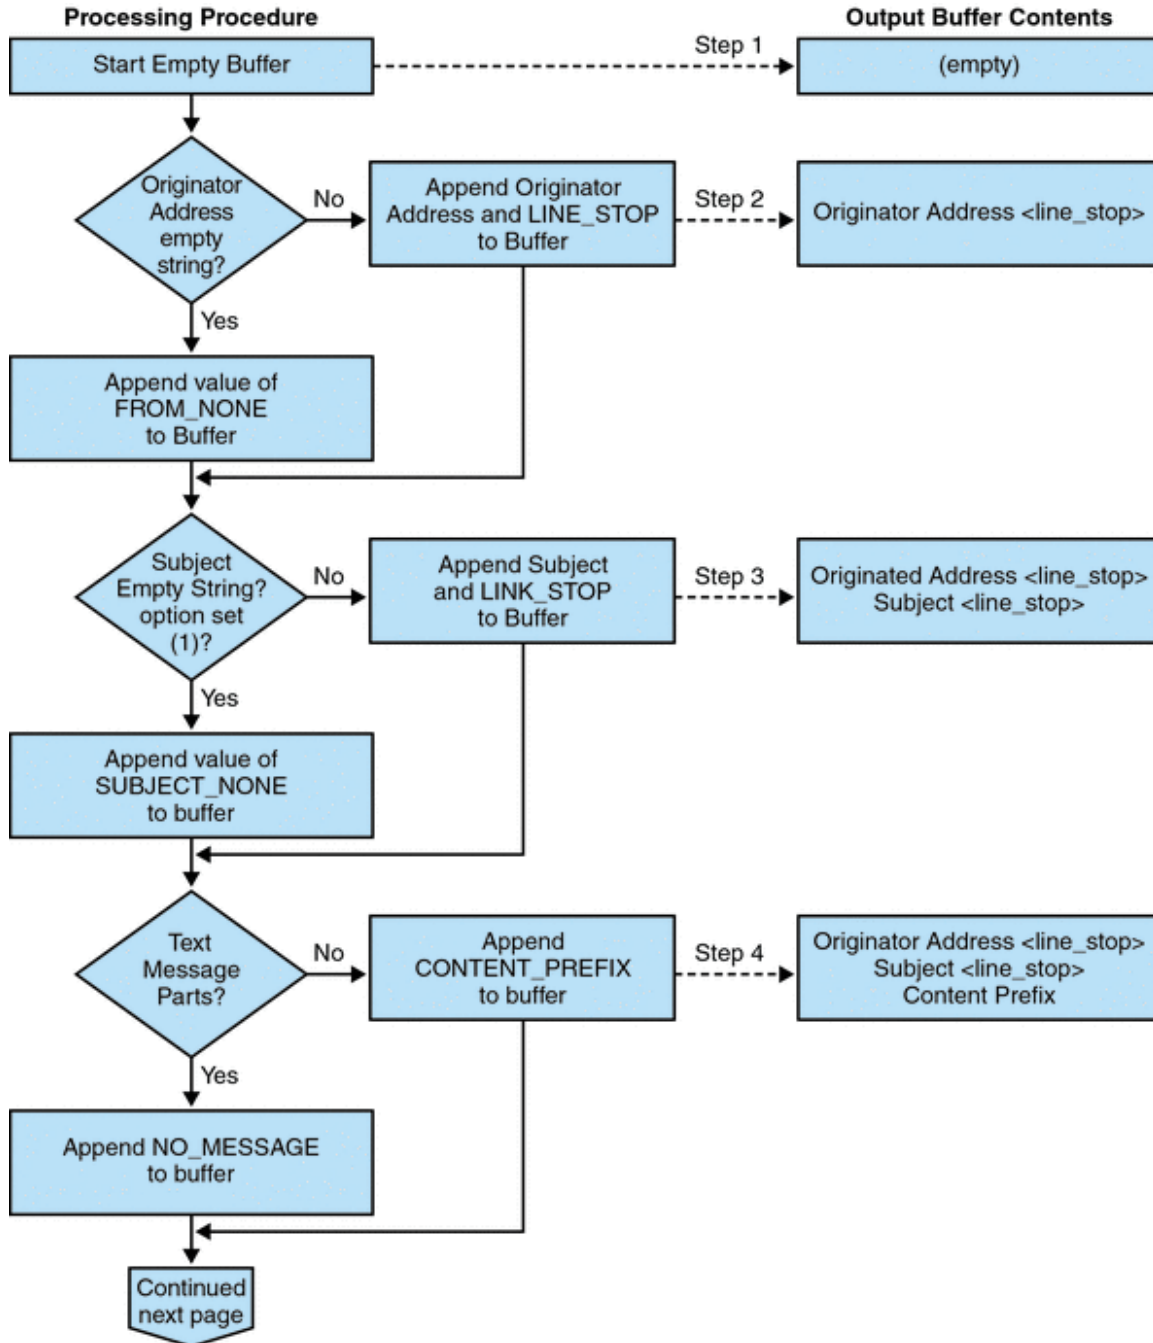 Processing Procedure
Output Buffer Contents
Start Empty Buffer
Step 1
(empty)
Originator
Address
empty
string?
No
Append Originator
Address and LINE_STOP
to Buffer
Step 2
Originator Address <line_stop>
Yes
Append value of
FROM_NONE
to Buffer
Subject
Empty String?
option set
(1)?
No
Append Subject
and LINK_STOP
to Buffer
Step 3
Originated Address <line_stop>
Subject <line_stop>
Yes
Append value of
SUBJECT_NONE
to buffer
Text
Message
Parts?
No
Append
CONTENT_PREFIX
to buffer
Step 4
Originator Address <line_stop>
Subject <line_stop>
Content Prefix
Yes
Append NO_MESSAGE
to buffer
Continued
next page